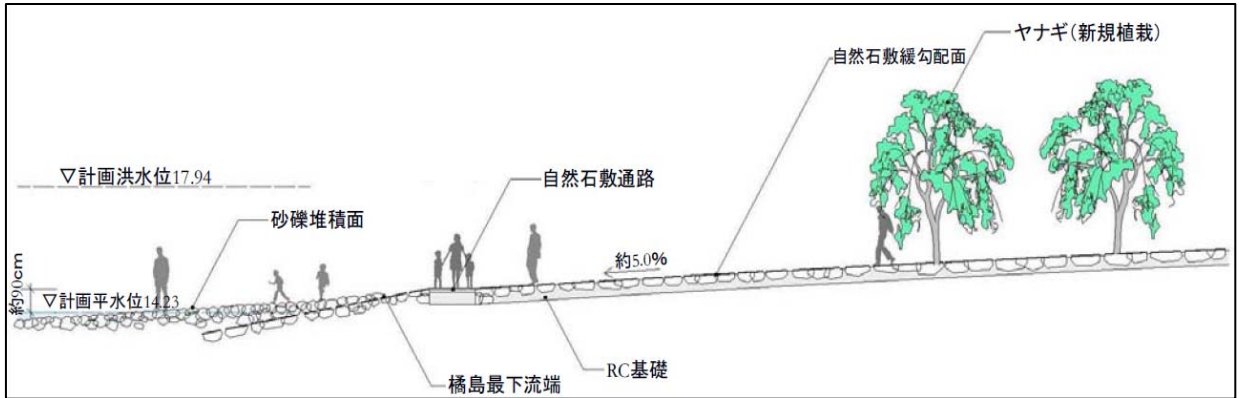 ヤナギ(新規植栽)
自然石敷緩勾配面
▽計画洪水位17.94
自然石敷通路
砂礫堆積面
約5.0%
約90cm
▽計画平水位14.23
RC基礎
橘島最下流端